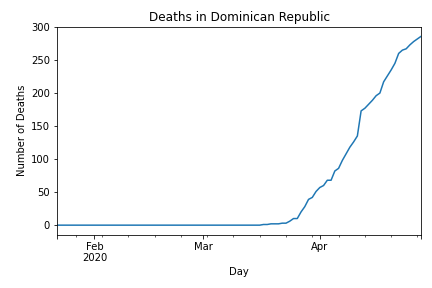 Deaths in Dominican Republic
300
250
200
150
100
50
0
Number of Deaths
Feb
2020
Mar
Apr
Day